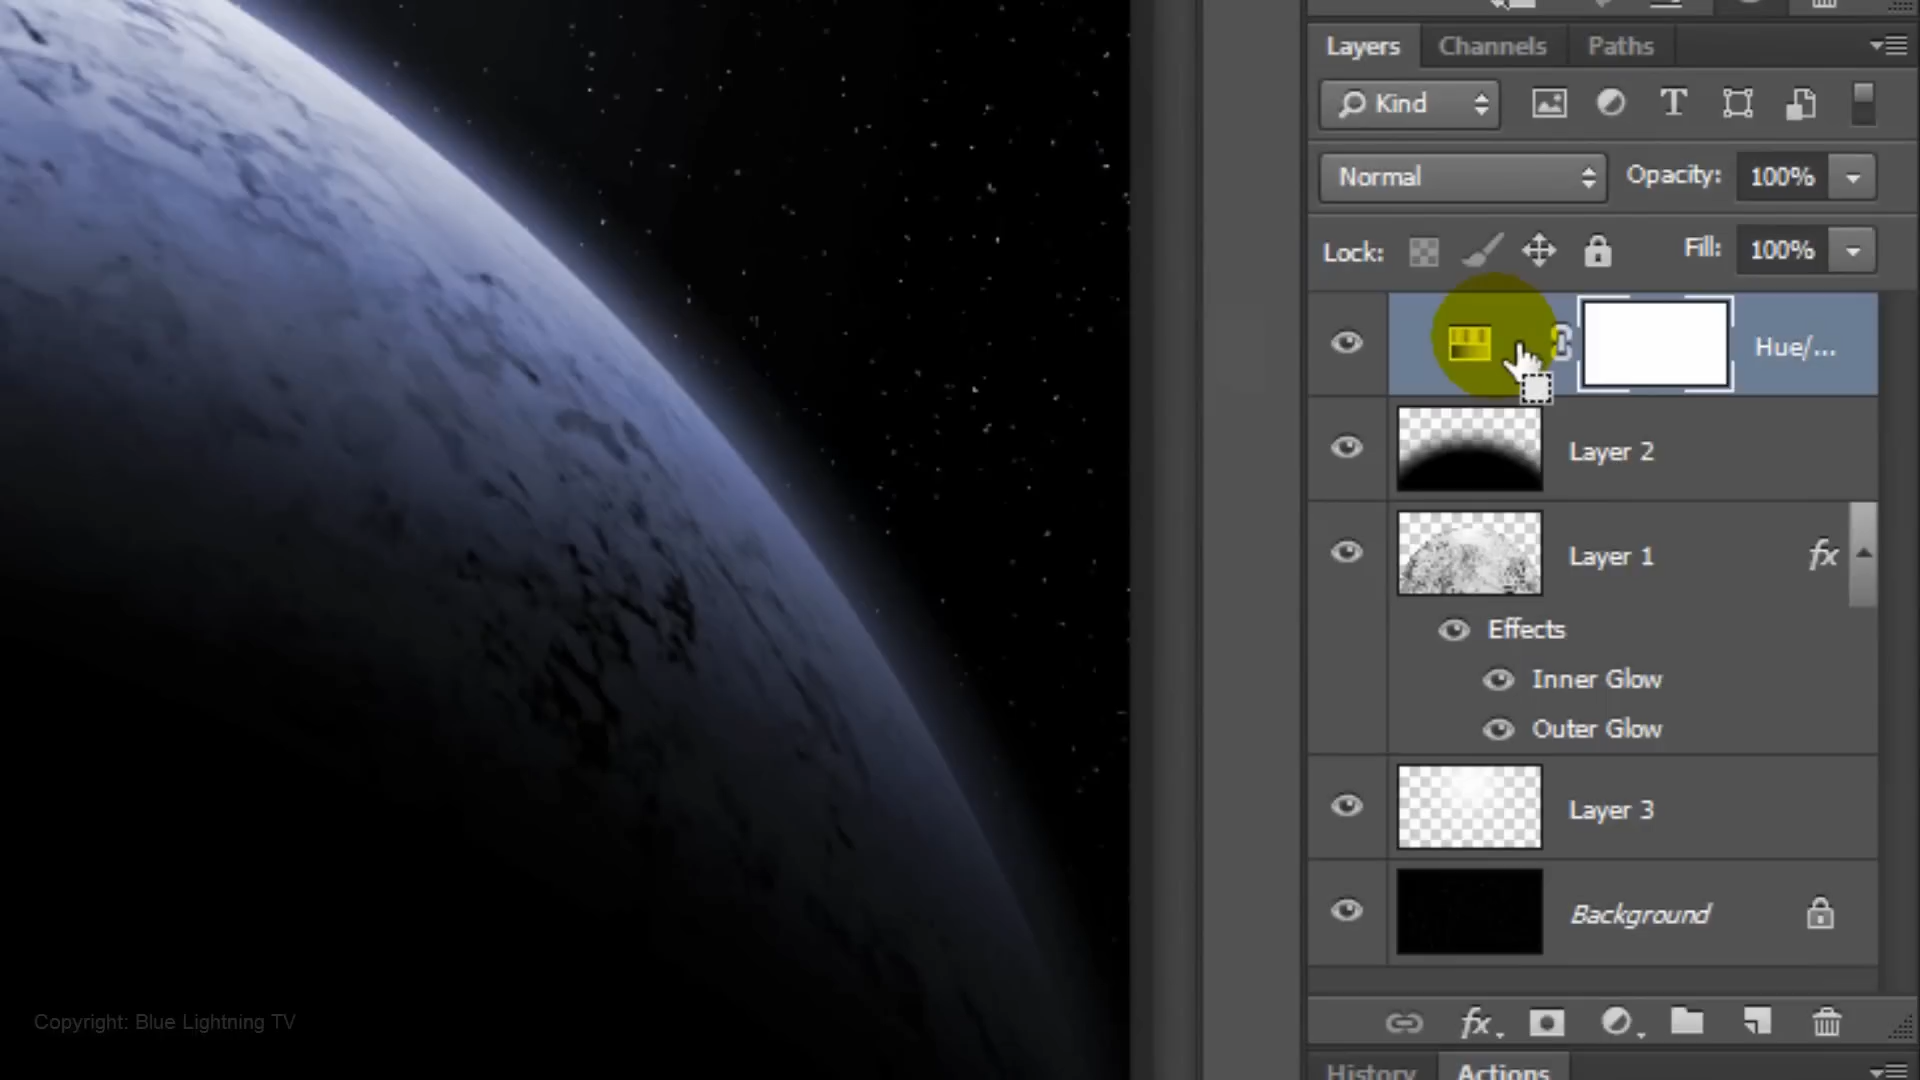 Layers Channels Paths
Kind
Normal Opacity: 100%
Lock: Fill: 100%
Hue/...
Layer 2
Layer 1 fx
Effects
Inner Glow
Outer Glow
Layer 3
Background
fx
History Actions
Copyright: Blue Lightning TV